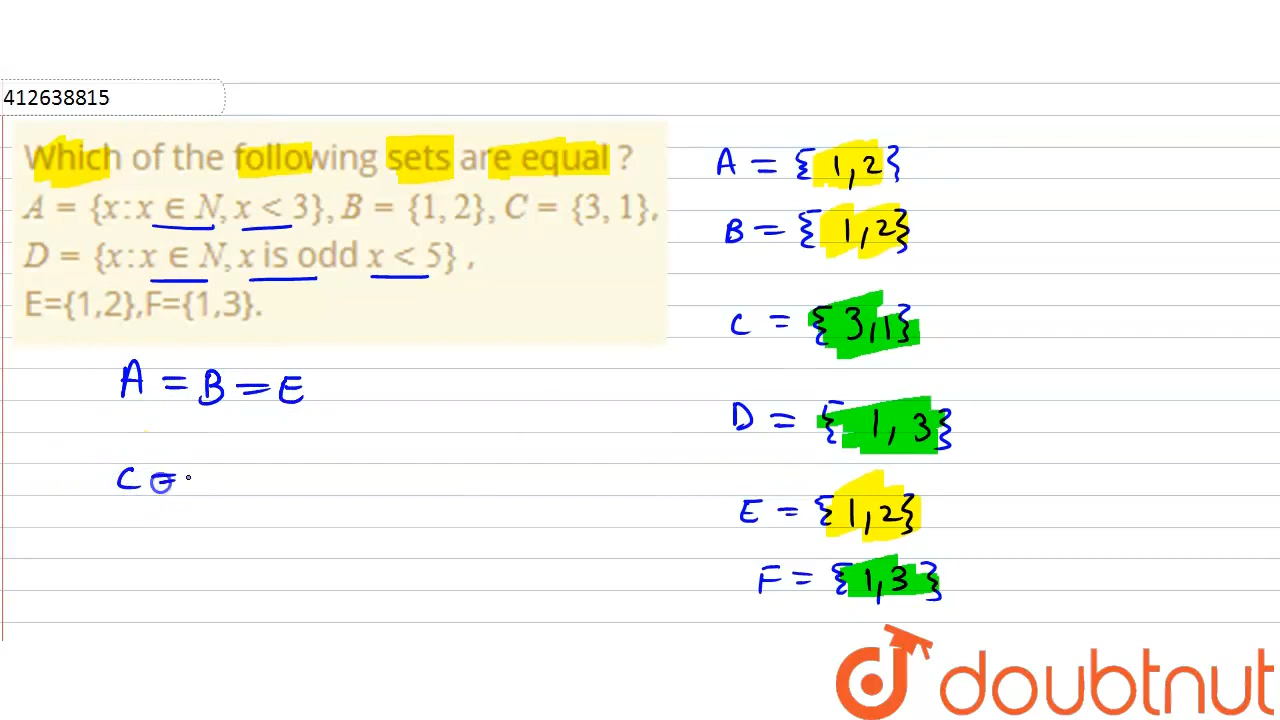 412638815
Which of the following sets are equal ?
A = {x:x ∈ N, x < 3}, B = {1, 2}, C = {3, 1},
D = {x:x ∈ N, x is odd x < 5} ,
E={1,2},F={1,3}.
A = B = E
C =
A = { 1,2}
B = { 1,2}
C = { 3,1}
D = { 1, 3}
E = { 1,2}
F = { 1,3 }
doubtnut